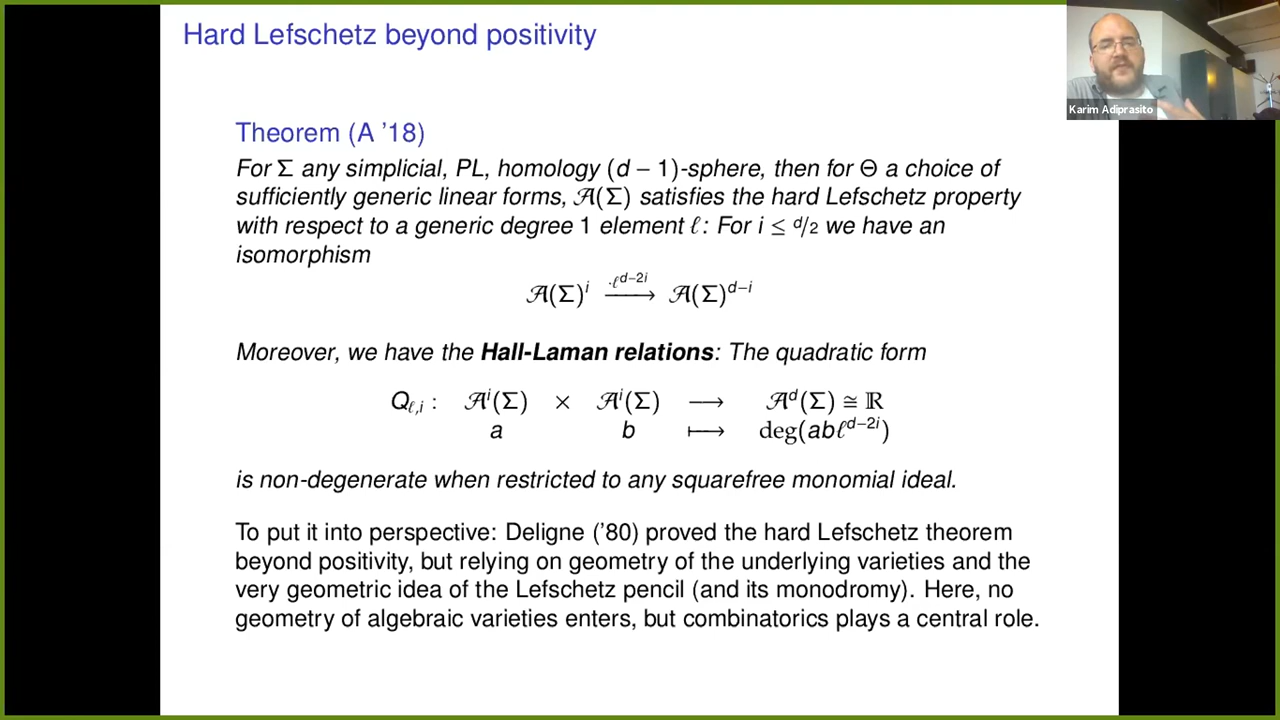 Hard Lefschetz beyond positivity
Karim Adiprasito
Theorem (A '18)
For Σ any simplicial, PL, homology (d − 1)-sphere, then for Θ a choice of
sufficiently generic linear forms, 𝒜(Σ) satisfies the hard Lefschetz property
with respect to a generic degree 1 element ℓ: For i ≤ d/2 we have an
isomorphism
𝒜(Σ)^i —·ℓ^{d−2i}→ 𝒜(Σ)^{d−i}
Moreover, we have the Hall-Laman relations: The quadratic form
Q_{ℓ,i} : 𝒜^i(Σ) × 𝒜^i(Σ) ⟶ 𝒜^d(Σ) ≅ ℝ
a b ⟼ deg(abℓ^{d−2i})
is non-degenerate when restricted to any squarefree monomial ideal.
To put it into perspective: Deligne ('80) proved the hard Lefschetz theorem
beyond positivity, but relying on geometry of the underlying varieties and the
very geometric idea of the Lefschetz pencil (and its monodromy). Here, no
geometry of algebraic varieties enters, but combinatorics plays a central role.